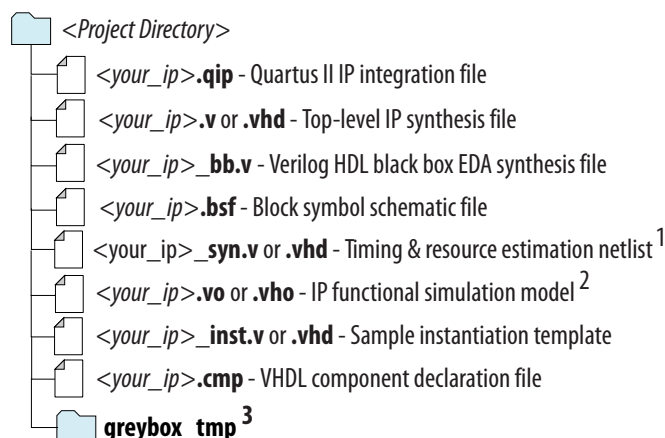 <Project Directory>
<your_ip>.qip - Quartus II IP integration file
<your_ip>.v or .vhd - Top-level IP synthesis file
<your_ip>_bb.v - Verilog HDL black box EDA synthesis file
<your_ip>.bsf - Block symbol schematic file
<your_ip>_syn.v or .vhd - Timing & resource estimation netlist 1
<your_ip>.vo or .vho - IP functional simulation model 2
<your_ip>_inst.v or .vhd - Sample instantiation template
<your_ip>.cmp - VHDL component declaration file
greybox_tmp 3